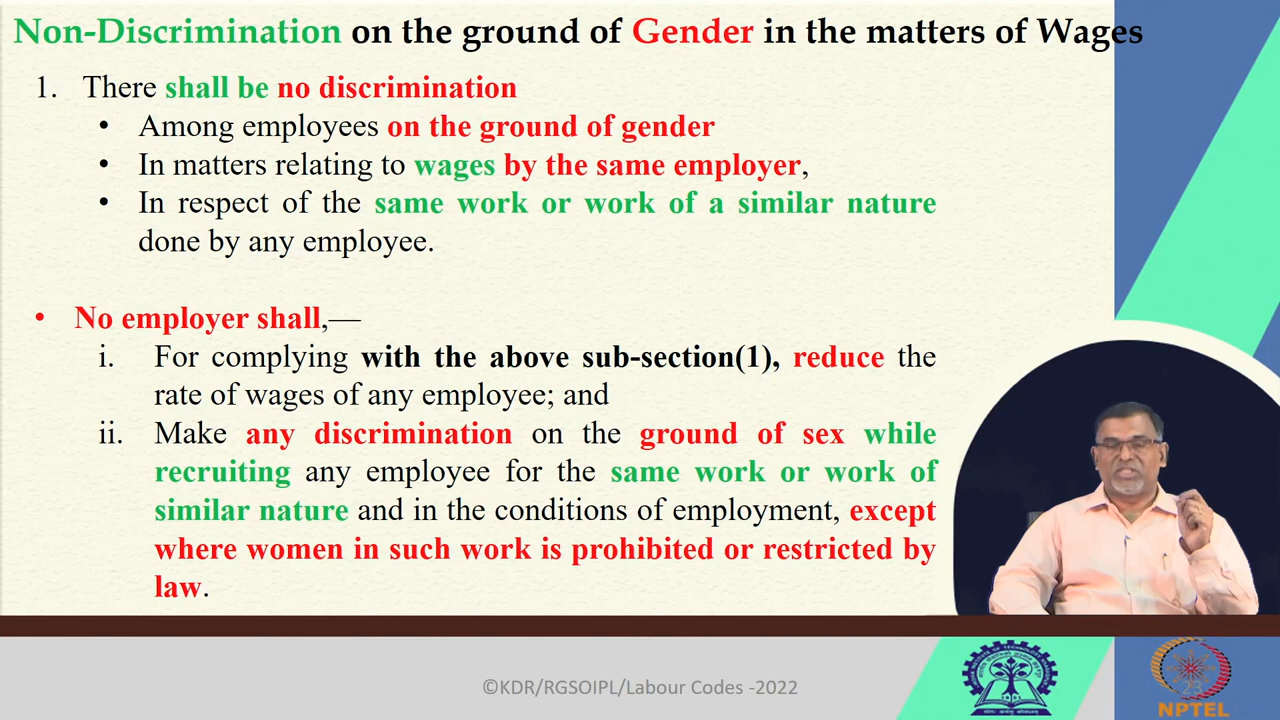 Non-Discrimination on the ground of Gender in the matters of Wages
1. There shall be no discrimination
• Among employees on the ground of gender
• In matters relating to wages by the same employer,
• In respect of the same work or work of a similar nature
done by any employee.
• No employer shall,—
i. For complying with the above sub-section(1), reduce the
rate of wages of any employee; and
ii. Make any discrimination on the ground of sex while
recruiting any employee for the same work or work of
similar nature and in the conditions of employment, except
where women in such work is prohibited or restricted by
law.
©KDR/RGSOIPL/Labour Codes -2022
23
NPTEL